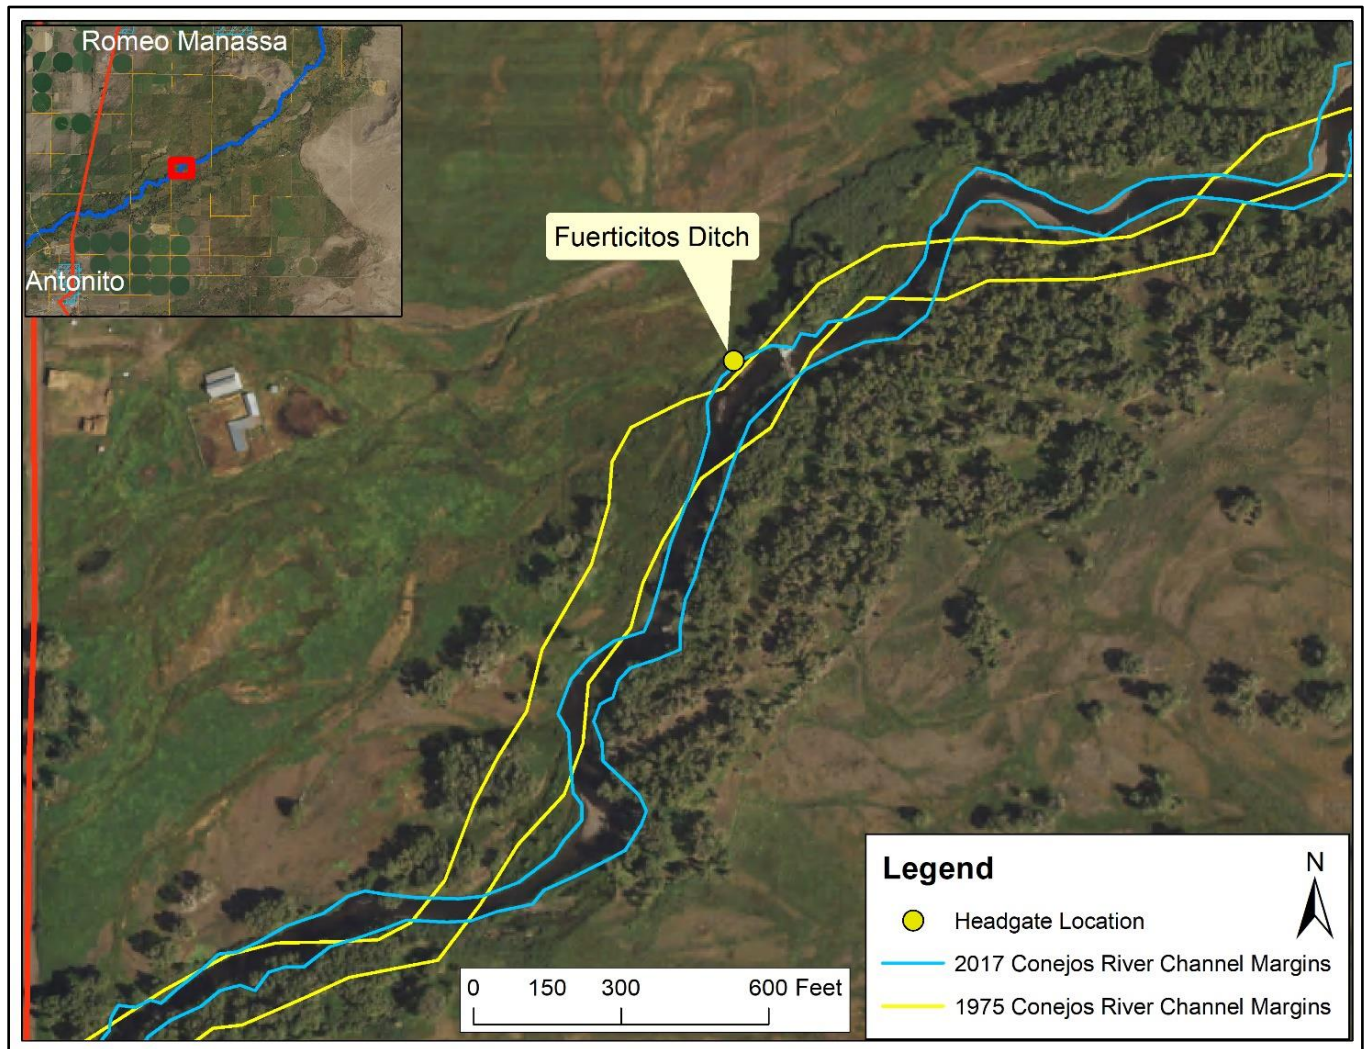 Romeo Manassa
Antonito
Fuerticitos Ditch
Legend
N
Headgate Location
2017 Conejos River Channel Margins
1975 Conejos River Channel Margins
0 150 300 600 Feet